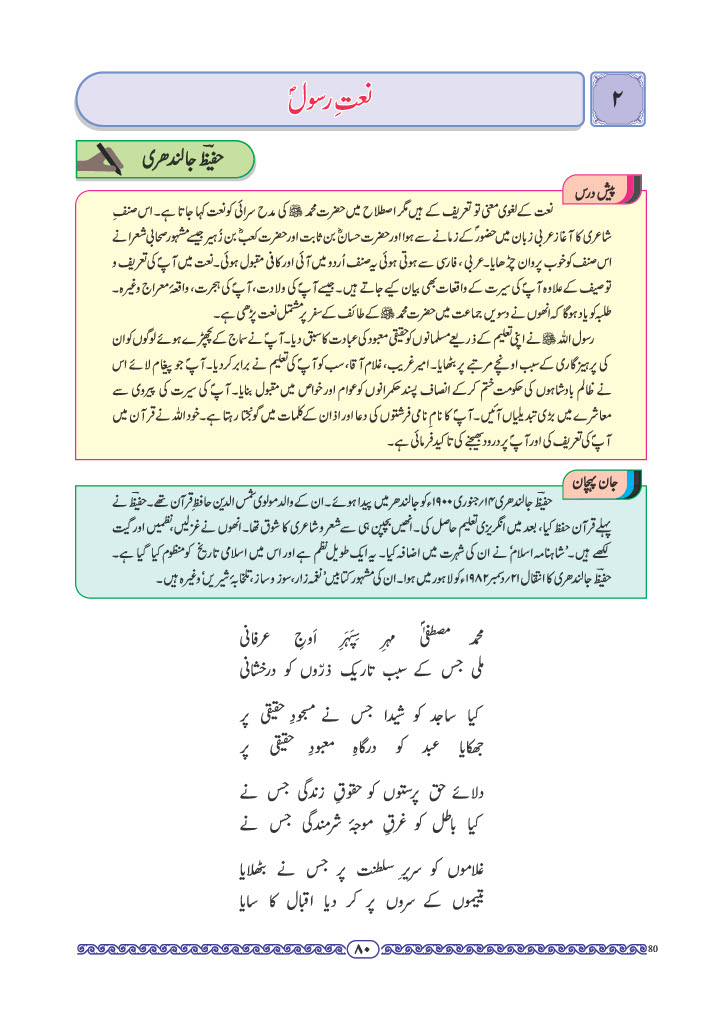 ۲
نعتِ رسولؐ
حفیظؔ جالندھری
پیش درس
نعت کے لغوی معنی تو تعریف کے ہیں مگر اصطلاح میں حضرت محمد ﷺ کی مدح سرائی کو نعت کہا جاتا ہے۔ اس صنفِ
شاعری کا آغاز عربی زبان میں حضورؐ کے زمانے سے ہوا اور حضرت حسانؓ بن ثابت اور حضرت کعبؓ بن زُہیر جیسے مشہور صحابی شعرا نے
اس صنف کو خوب پروان چڑھایا۔ عربی، فارسی سے ہوتی ہوئی یہ صنف اُردو میں آئی اور کافی مقبول ہوئی۔ نعت میں آپؐ کی تعریف و
توصیف کے علاوہ آپؐ کی سیرت کے واقعات بھی بیان کیے جاتے ہیں۔ جیسے آپؐ کی ولادت، آپؐ کی ہجرت، واقعۂ معراج وغیرہ۔
طلبہ کو یاد ہوگا کہ انھوں نے دسویں جماعت میں حضرت محمد ﷺ کے طائف کے سفر پر مشتمل نعت پڑھی ہے۔
رسول اللہ ﷺ نے اپنی تعلیم کے ذریعے مسلمانوں کو حقیقی معبود کی عبادت کا سبق دیا۔ آپؐ نے سماج کے پچھڑے ہوئے لوگوں کو ان
کی پرہیزگاری کے سبب اونچے مرتبے پر بٹھایا۔ امیر غریب، غلام آقا، سب کو آپؐ کی تعلیم نے برابر کردیا۔ آپؐ جو پیغام لائے اس
نے ظالم بادشاہوں کی حکومت ختم کرکے انصاف پسند حکمرانوں کو عوام اور خواص میں مقبول بنایا۔ آپؐ کی سیرت کی پیروی سے
معاشرے میں بڑی تبدیلیاں آئیں۔ آپؐ کا نامِ نامی فرشتوں کی دعا اور اذان کے کلمات میں گونجتا رہتا ہے۔ خود اللہ نے قرآن میں
آپؐ کی تعریف کی اور آپؐ پر درود بھیجنے کی تاکید فرمائی ہے۔
جان پہچان
حفیظؔ جالندھری ۱۴؍جنوری ۱۹۰۰ء کو جالندھر میں پیدا ہوئے۔ ان کے والد مولوی شمس الدین حافظِ قرآن تھے۔ حفیظؔ نے
پہلے قرآن حفظ کیا، بعد میں انگریزی تعلیم حاصل کی۔ انھیں بچپن ہی سے شعر و شاعری کا شوق تھا۔ انھوں نے غزلیں، نظمیں اور گیت
لکھے ہیں۔ ’شاہنامہ اسلام‘ نے ان کی شہرت میں اضافہ کیا۔ یہ ایک طویل نظم ہے اور اس میں اسلامی تاریخ کو منظوم کیا گیا ہے۔
حفیظؔ جالندھری کا انتقال ۲۱؍دسمبر ۱۹۸۲ء کو لاہور میں ہوا۔ ان کی مشہور کتابیں ’نغمہ زار، سوز و ساز، تلخابۂ شیریں‘ وغیرہ ہیں۔
محمد مصطفیٰؐ مہرِ سپہرِ اَوجِ عرفانی
ملی جس کے سبب تاریک ذرّوں کو درخشانی
کیا ساجد کو شیدا جس نے مسجودِ حقیقی پر
جھکایا عبد کو درگاہِ معبودِ حقیقی پر
دلائے حق پرستوں کو حقوقِ زندگی جس نے
کیا باطل کو غرقِ موجۂ شرمندگی جس نے
غلاموں کو سریرِ سلطنت پر جس نے بٹھلایا
یتیموں کے سروں پر کر دیا اقبال کا سایا
۸۰
80